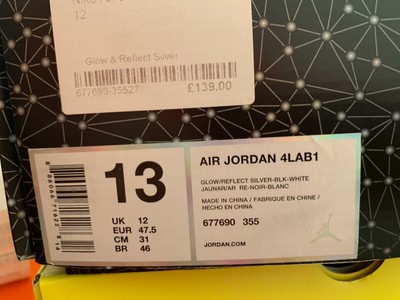 12
Glow & Reflect Silver
677690-35527
£139.00
13
UK 12
EUR 47.5
CM 31
BR 46
AIR JORDAN 4LAB1
GLOW/REFLECT SILVER-BLK-WHITE
JAUNAR/AR RE-NOIR-BLANC
MADE IN CHINA / FABRIQUE EN CHINE /
HECHO EN CHINA
677690 355
JORDAN.COM